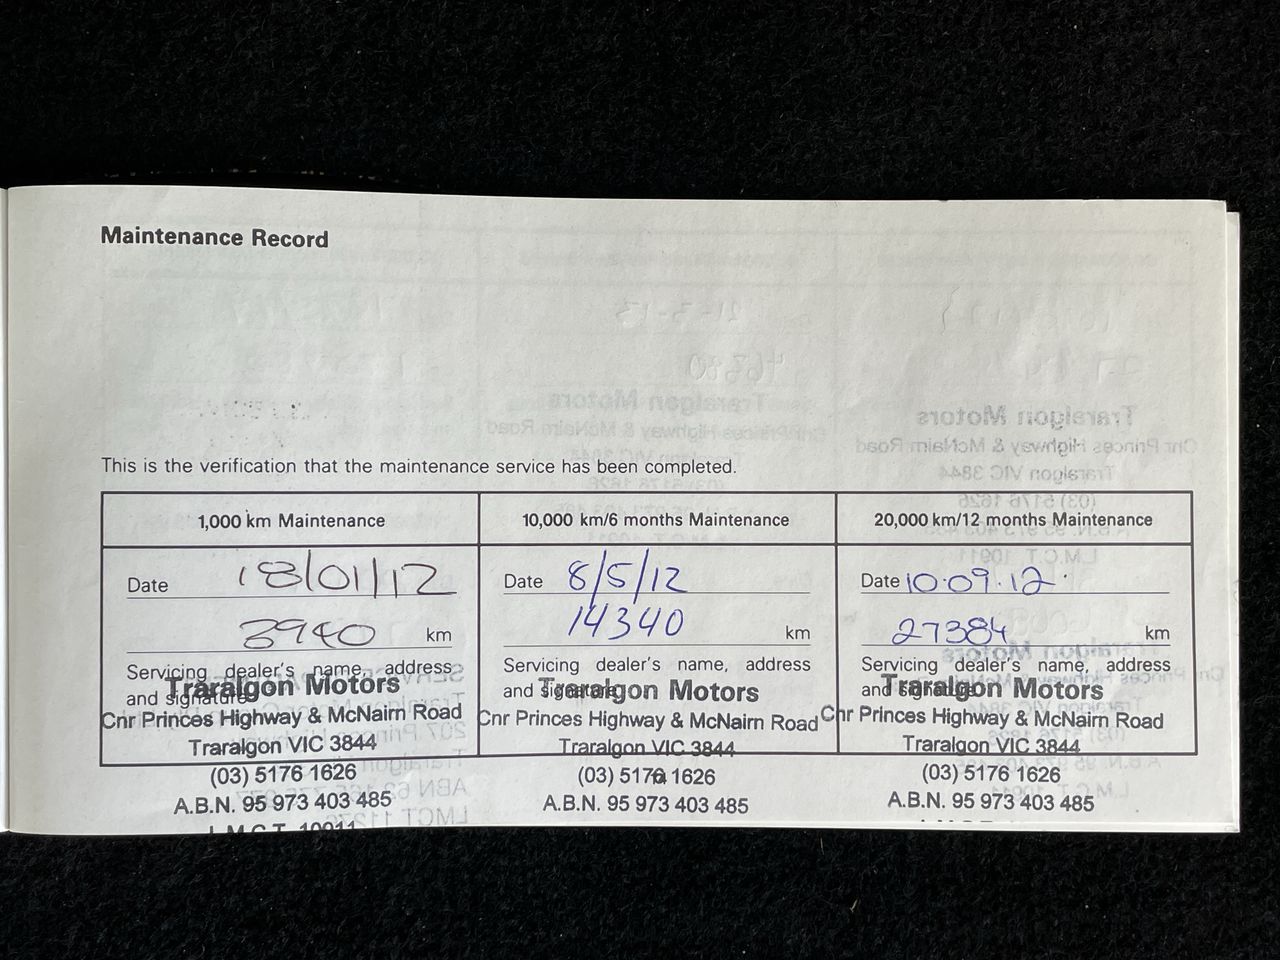 Maintenance Record
This is the verification that the maintenance service has been completed.
1,000 km Maintenance
Date 18/01/12
3940 km
Servicing dealer's name, address
and signature
Traralgon Motors
Cnr Princes Highway & McNairn Road
Traralgon VIC 3844
(03) 5176 1626
A.B.N. 95 973 403 485
L.M.C.T. 10911
10,000 km/6 months Maintenance
Date 8/5/12
14340 km
Servicing dealer's name, address
and signature
Traralgon Motors
Cnr Princes Highway & McNairn Road
Traralgon VIC 3844
(03) 5176 1626
A.B.N. 95 973 403 485
20,000 km/12 months Maintenance
Date 10.09.12
27384 km
Servicing dealer's name, address
and signature
Traralgon Motors
Cnr Princes Highway & McNairn Road
Traralgon VIC 3844
(03) 5176 1626
A.B.N. 95 973 403 485